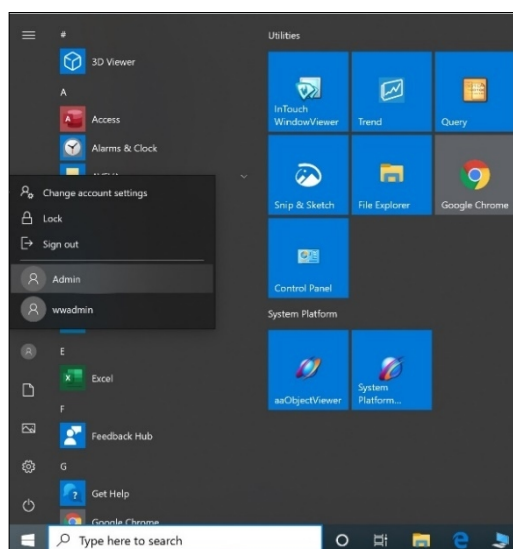 #
3D Viewer
A
Access
Alarms & Clock
Change account settings
Lock
Sign out
Admin
wwadmin
E
Excel
F
Feedback Hub
G
Get Help
Google Chrome
Type here to search
Utilities
InTouch
WindowViewer
Trend
Query
Snip & Sketch
File Explorer
Google Chrome
Control Panel
System Platform
aaObjectViewer
System
Platform...